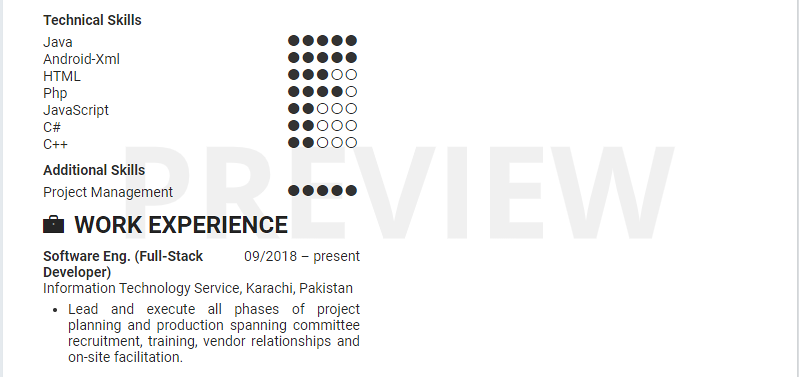 Technical Skills
Java
Android-Xml
HTML
Php
JavaScript
C#
C++
Additional Skills
Project Management
PREVIEW
WORK EXPERIENCE
Software Eng. (Full-Stack 09/2018 – present
Developer)
Information Technology Service, Karachi, Pakistan
• Lead and execute all phases of project
planning and production spanning committee
recruitment, training, vendor relationships and
on-site facilitation.